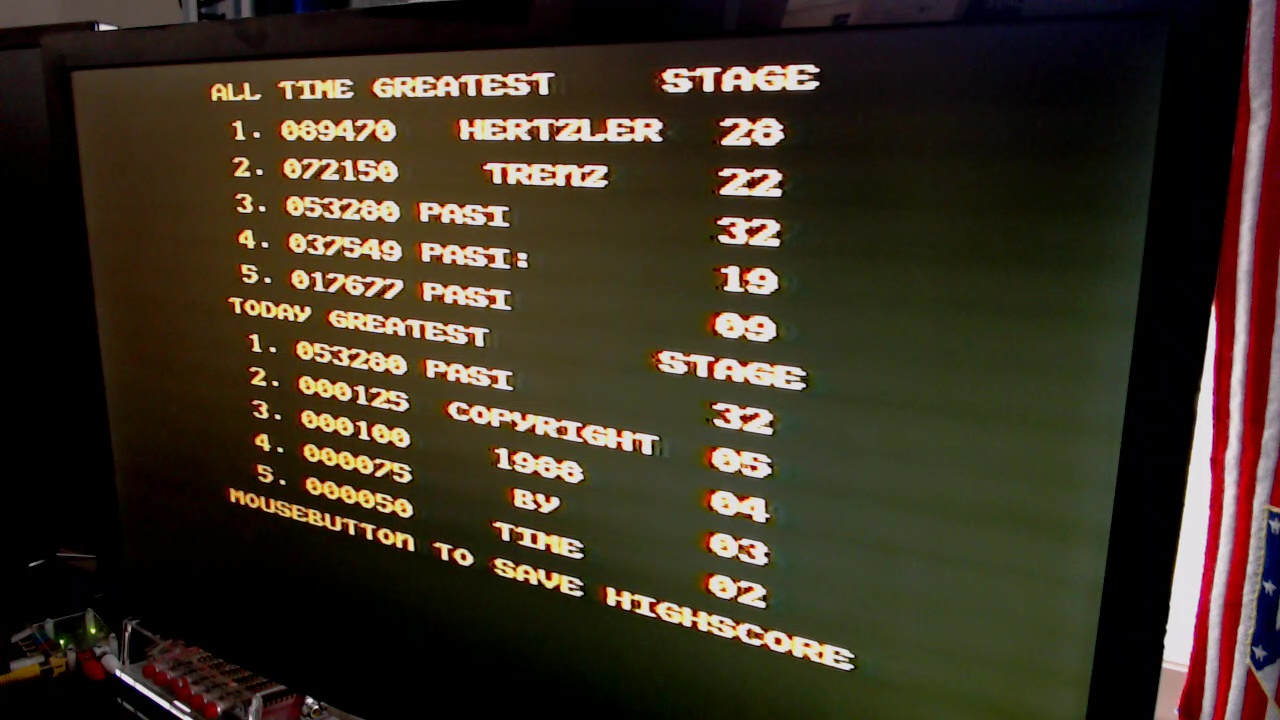 ALL TIME GREATEST STAGE
1. 089470 HERTZLER 28
2. 072150 TRENZ 22
3. 053280 PASI 32
4. 037549 PASI: 19
5. 017677 PASI 09
TODAY GREATEST STAGE
1. 053280 PASI 32
2. 000125 COPYRIGHT 05
3. 000100 1988 04
4. 000075 BY 03
5. 000050 TIME 02
MOUSEBUTTON TO SAVE HIGHSCORE